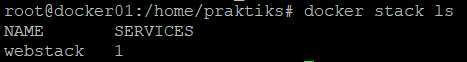 root@docker01:/home/praktiks# docker stack ls
NAME      SERVICES
webstack  1